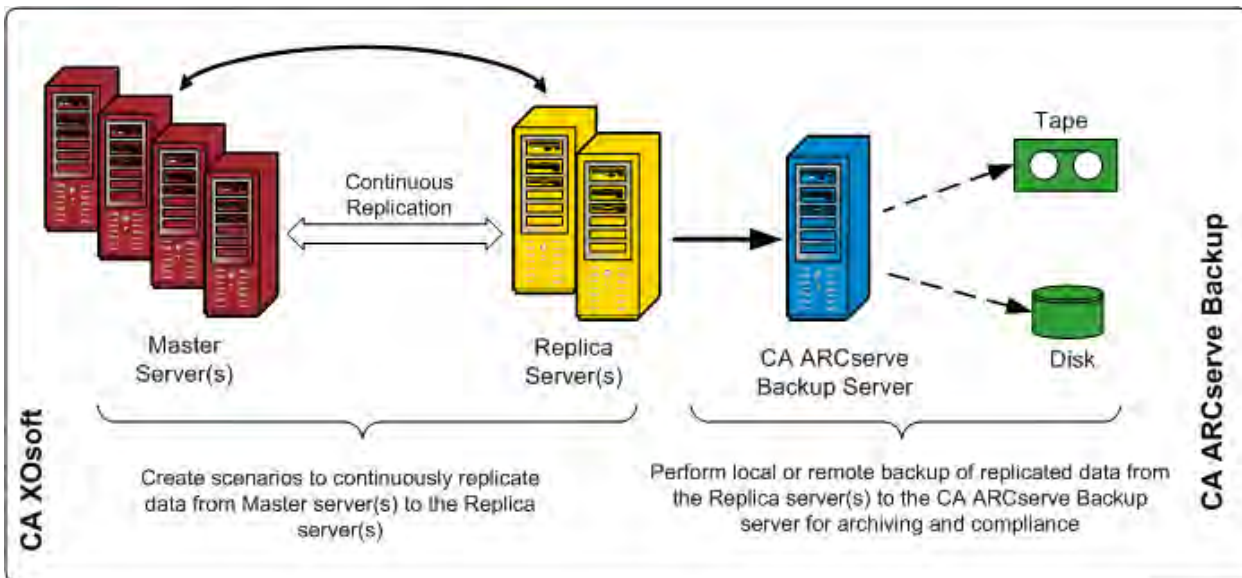 Tape
Continuous
Replication
Master
Server(s)
Replica
Server(s)
CA ARCserve
Backup Server
Disk
CA XOsoft
Create scenarios to continuously replicate
data from Master server(s) to the Replica
server(s)
Perform local or remote backup of replicated data from
the Replica server(s) to the CA ARCserve Backup
server for archiving and compliance
CA ARCserve Backup